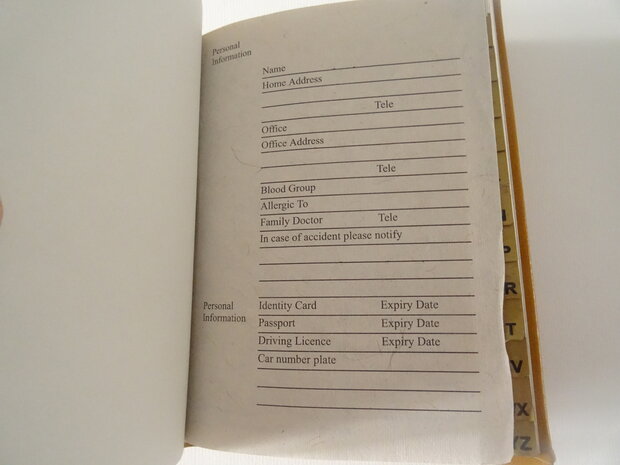 Personal
Information
Name
Home Address
Tele
Office
Office Address
Tele
Blood Group
Allergic To
Family Doctor Tele
In case of accident please notify
Personal
Information
Identity Card Expiry Date
Passport Expiry Date
Driving Licence Expiry Date
Car number plate
P
R
T
V
X
YZ